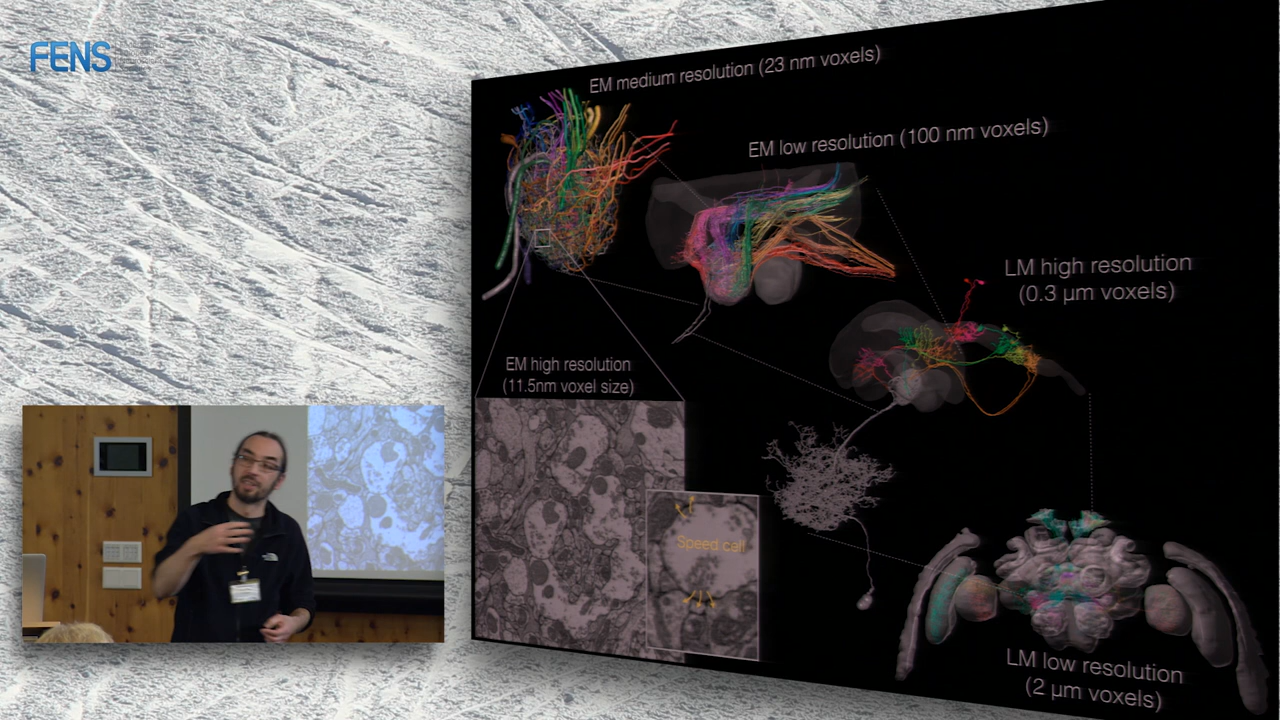 FENS
EM medium resolution (23 nm voxels)
EM low resolution (100 nm voxels)
LM high resolution
(0.3 µm voxels)
EM high resolution
(11.5nm voxel size)
Speed cell
LM low resolution
(2 µm voxels)